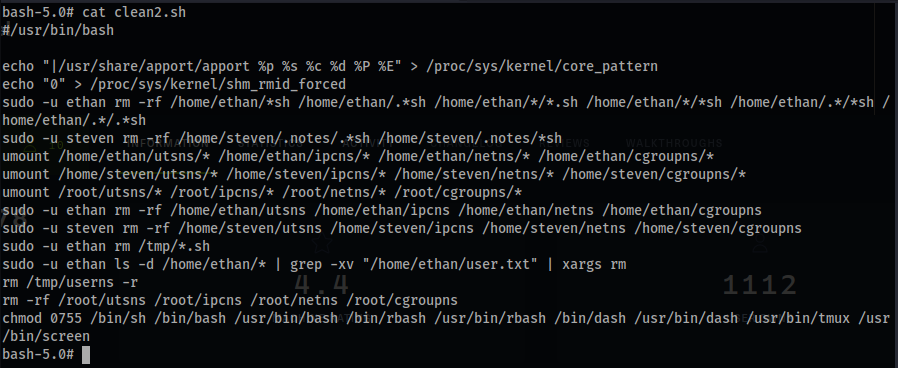 bash-5.0# cat clean2.sh
#/usr/bin/bash
echo "|/usr/share/apport/apport %p %s %c %d %P %E" > /proc/sys/kernel/core_pattern
echo "0" > /proc/sys/kernel/shm_rmid_forced
sudo -u ethan rm -rf /home/ethan/*sh /home/ethan/.*sh /home/ethan/*/*.sh /home/ethan/*/*sh /home/ethan/.*/*sh /
home/ethan/.*/.*sh
sudo -u steven rm -rf /home/steven/.notes/.*sh /home/steven/.notes/*sh
umount /home/ethan/utsns/* /home/ethan/ipcns/* /home/ethan/netns/* /home/ethan/cgroupns/*
umount /home/steven/utsns/* /home/steven/ipcns/* /home/steven/netns/* /home/steven/cgroupns/*
umount /root/utsns/* /root/ipcns/* /root/netns/* /root/cgroupns/*
sudo -u ethan rm -rf /home/ethan/utsns /home/ethan/ipcns /home/ethan/netns /home/ethan/cgroupns
sudo -u steven rm -rf /home/steven/utsns /home/steven/ipcns /home/steven/netns /home/steven/cgroupns
sudo -u ethan rm /tmp/*.sh
sudo -u ethan ls -d /home/ethan/* | grep -xv "/home/ethan/user.txt" | xargs rm
rm /tmp/userns -r
rm -rf /root/utsns /root/ipcns /root/netns /root/cgroupns
chmod 0755 /bin/sh /bin/bash /usr/bin/bash /bin/rbash /usr/bin/rbash /bin/dash /usr/bin/dash /usr/bin/tmux /usr
/bin/screen
bash-5.0#
INFORMATION
WALKTHROUGHS
4.4
1112